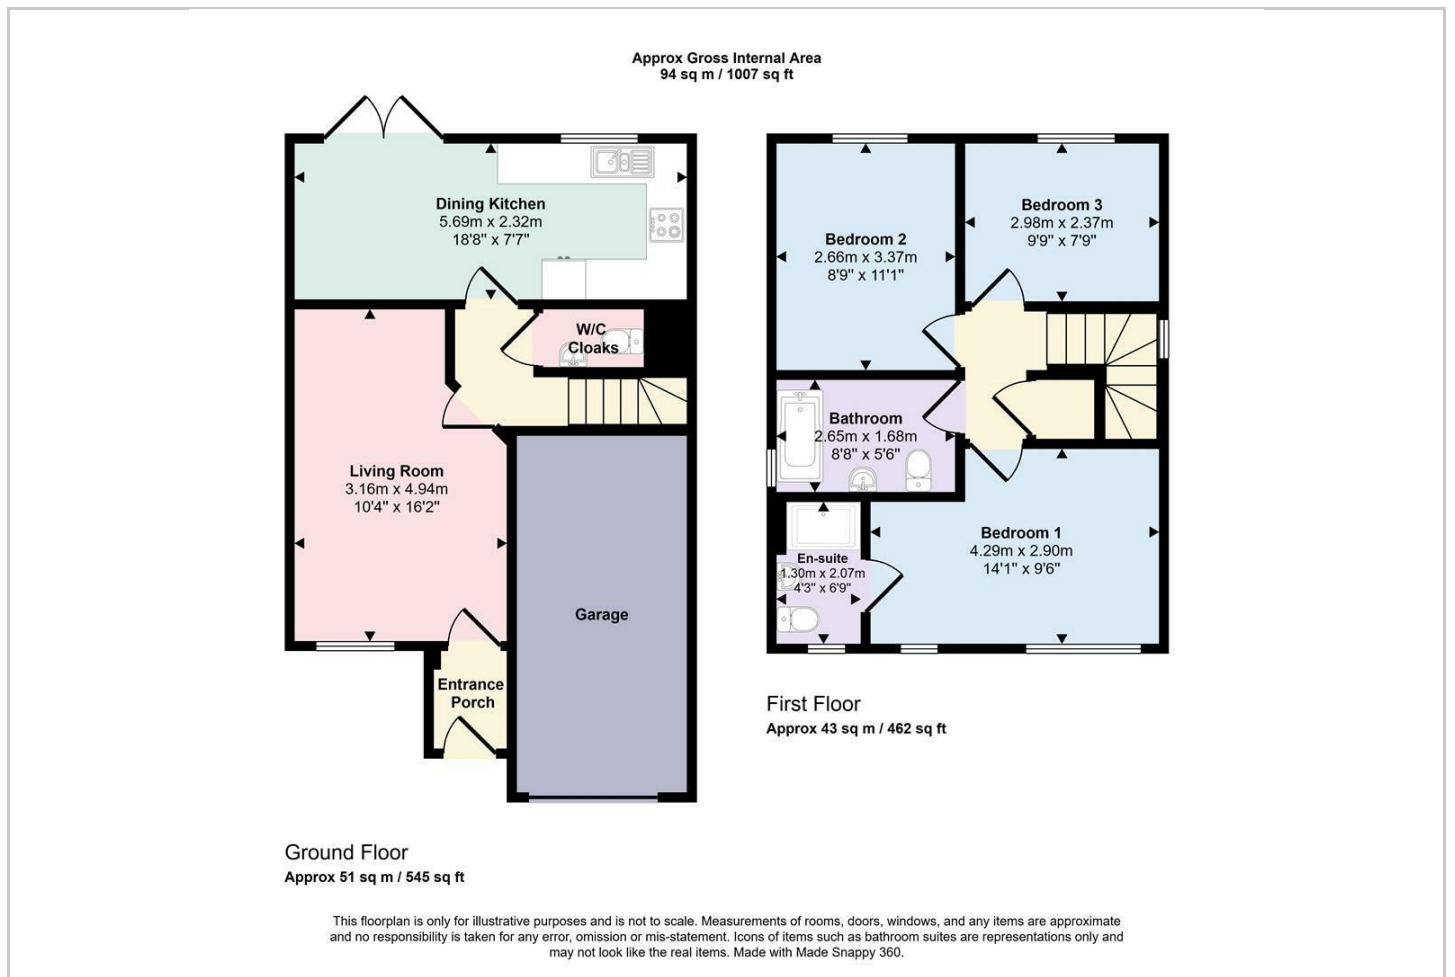 Approx Gross Internal Area
94 sq m / 1007 sq ft
Dining Kitchen
5.69m x 2.32m
18'8" x 7'7"
W/C
Cloaks
Living Room
3.16m x 4.94m
10'4" x 16'2"
Garage
Entrance
Porch
Ground Floor
Approx 51 sq m / 545 sq ft
Bedroom 2
2.66m x 3.37m
8'9" x 11'1"
Bedroom 3
2.98m x 2.37m
9'9" x 7'9"
Bathroom
2.65m x 1.68m
8'8" x 5'6"
En-suite
1.30m x 2.07m
4'3" x 6'9"
Bedroom 1
4.29m x 2.90m
14'1" x 9'6"
First Floor
Approx 43 sq m / 462 sq ft
This floorplan is only for illustrative purposes and is not to scale. Measurements of rooms, doors, windows, and any items are approximate
and no responsibility is taken for any error, omission or mis-statement. Icons of items such as bathroom suites are representations only and
may not look like the real items. Made with Made Snappy 360.